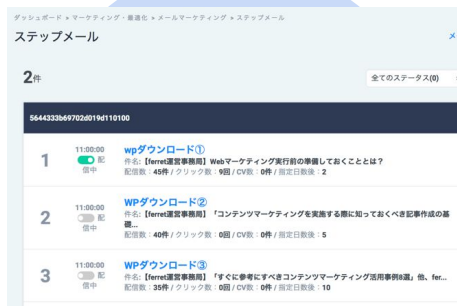 ダッシュボード > マーケティング・最適化 > メールマーケティング > ステップメール
ステップメール
メ
2件
全てのステータス(0)
5644333b69702d019d110100
1
11:00:00
配
信中
wpダウンロード①
件名:【ferret運営事務局】Webマーケティング実行前の準備しておくこととは？
配信数：45件 / クリック数：9回 / CV数：0件 / 指定日数後：2
2
11:00:00
配
信中
WPダウンロード②
件名:【ferret運営事務局】「コンテンツマーケティングを実施する際に知っておくべき記事作成の基
礎...
配信数：40件 / クリック数：0回 / CV数：0件 / 指定日数後：5
3
11:00:00
配
信中
WPダウンロード③
件名:【ferret運営事務局】「すぐに参考にすべきコンテンツマーケティング活用事例8選」他、fer...
配信数：35件 / クリック数：0回 / CV数：0件 / 指定日数後：10